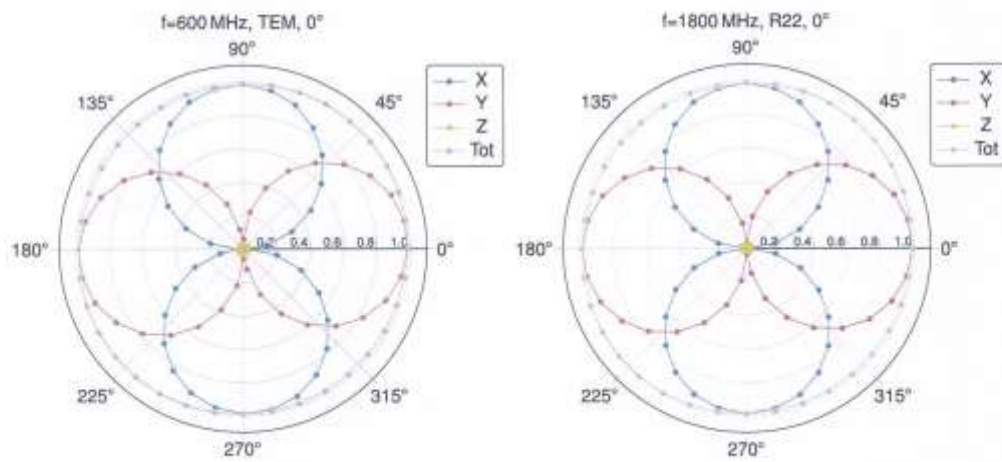 f=600 MHz, TEM, 0°
90°
135°
45°
180°
0°
225°
315°
270°
0.2 0.4 0.6 0.8 1.0
X
Y
Z
Tot
f=1800 MHz, R22, 0°
90°
135°
45°
180°
0°
225°
315°
270°
0.2 0.4 0.6 0.8 1.0
X
Y
Z
Tot